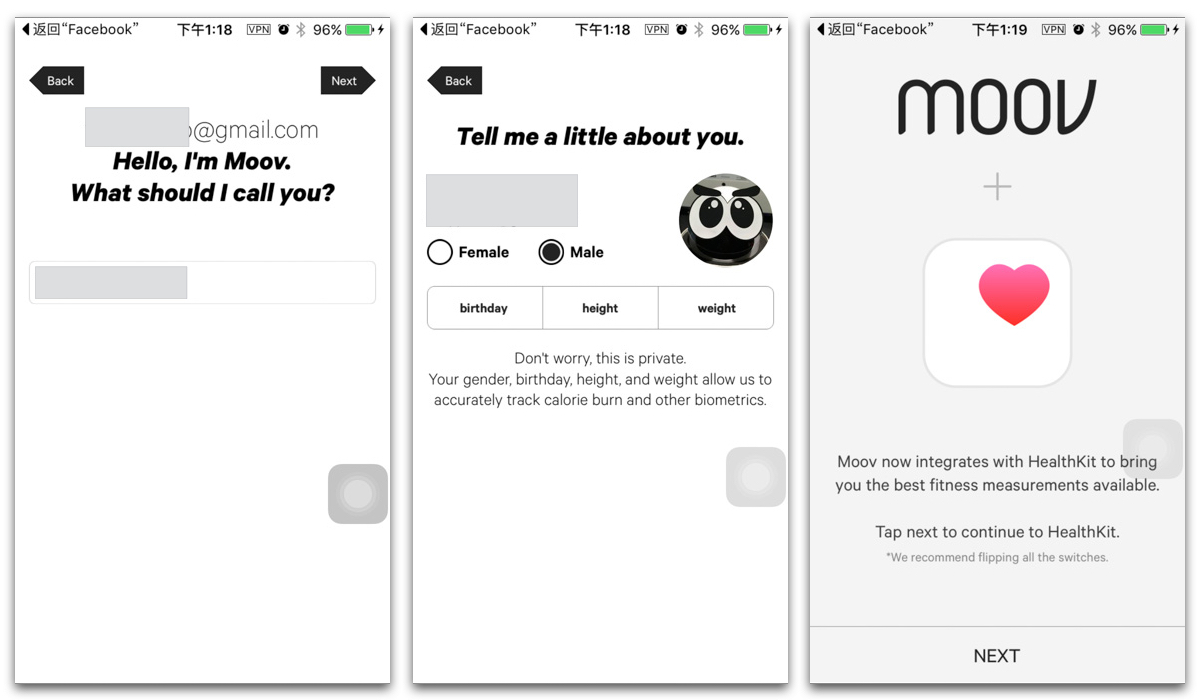 返回“Facebook”
下午1:18
VPN
96%
Back
Next
@gmail.com
Hello, I'm Moov.
What should I call you?
返回“Facebook”
下午1:18
VPN
96%
Back
Tell me a little about you.
Female
Male
birthday
height
weight
Don't worry, this is private.
Your gender, birthday, height, and weight allow us to
accurately track calorie burn and other biometrics.
返回“Facebook”
下午1:19
VPN
96%
MOOV
+
Moov now integrates with HealthKit to bring
you the best fitness measurements available.
Tap next to continue to HealthKit.
*We recommend flipping all the switches.
NEXT